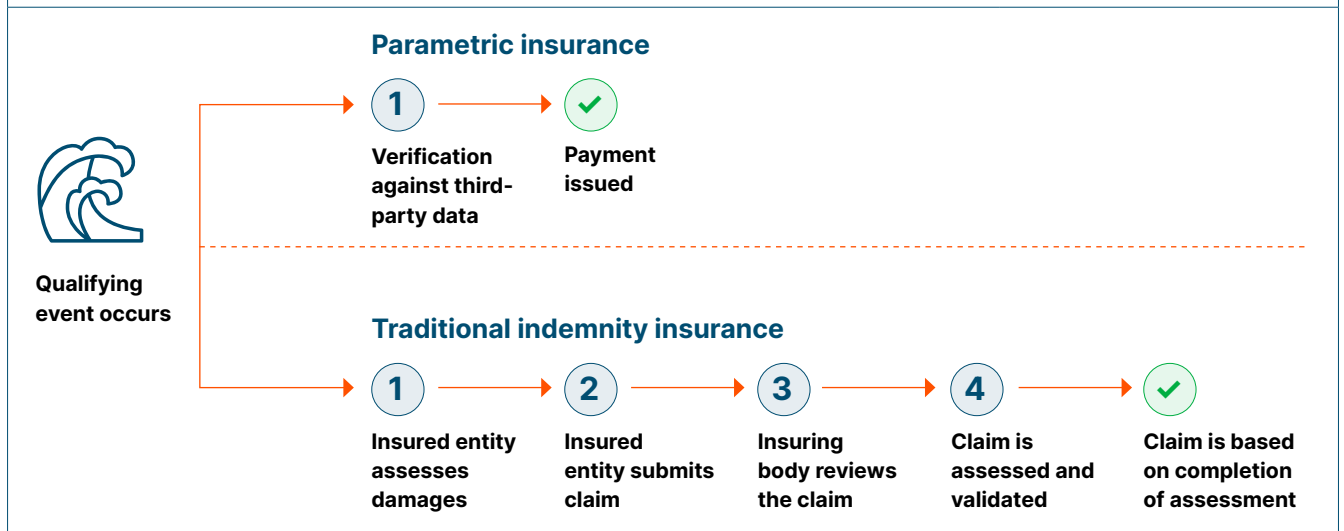 Parametric insurance
1
Verification
against third-
party data
Payment
issued
Qualifying
event occurs
Traditional indemnity insurance
1
Insured entity
assesses
damages
2
Insured
entity submits
claim
3
Insuring
body reviews
the claim
4
Claim is
assessed and
validated
Claim is based
on completion
of assessment